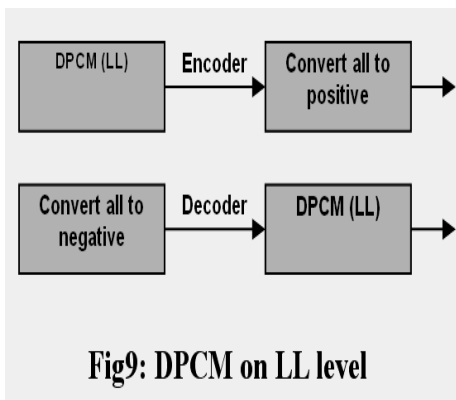 DPCM (LL)
Encoder
Convert all to
positive
Convert all to
negative
Decoder
DPCM (LL)
Fig9: DPCM on LL level